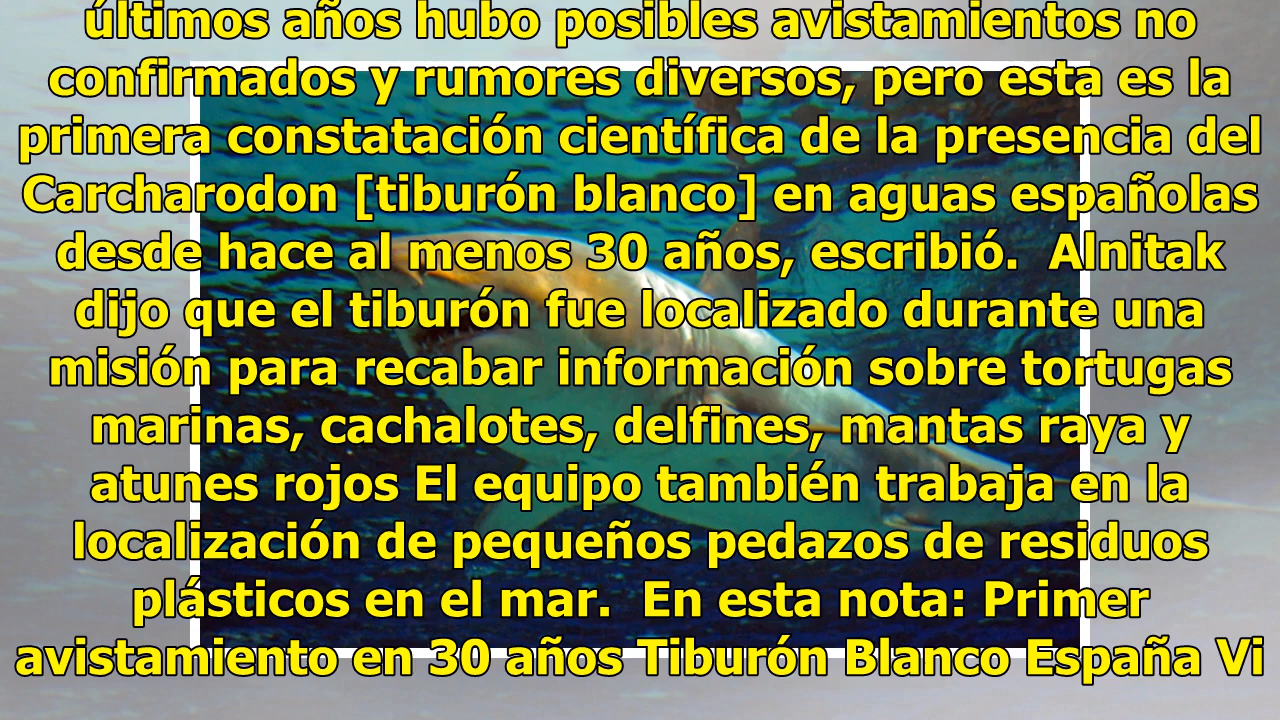 últimos años hubo posibles avistamientos no
confirmados y rumores diversos, pero esta es la
primera constatación científica de la presencia del
Carcharodon [tiburón blanco] en aguas españolas
desde hace al menos 30 años, escribió.  Alnitak
dijo que el tiburón fue localizado durante una
misión para recabar información sobre tortugas
marinas, cachalotes, delfines, mantas raya y
atunes rojos El equipo también trabaja en la
localización de pequeños pedazos de residuos
plásticos en el mar.  En esta nota: Primer
avistamiento en 30 años Tiburón Blanco España Vi